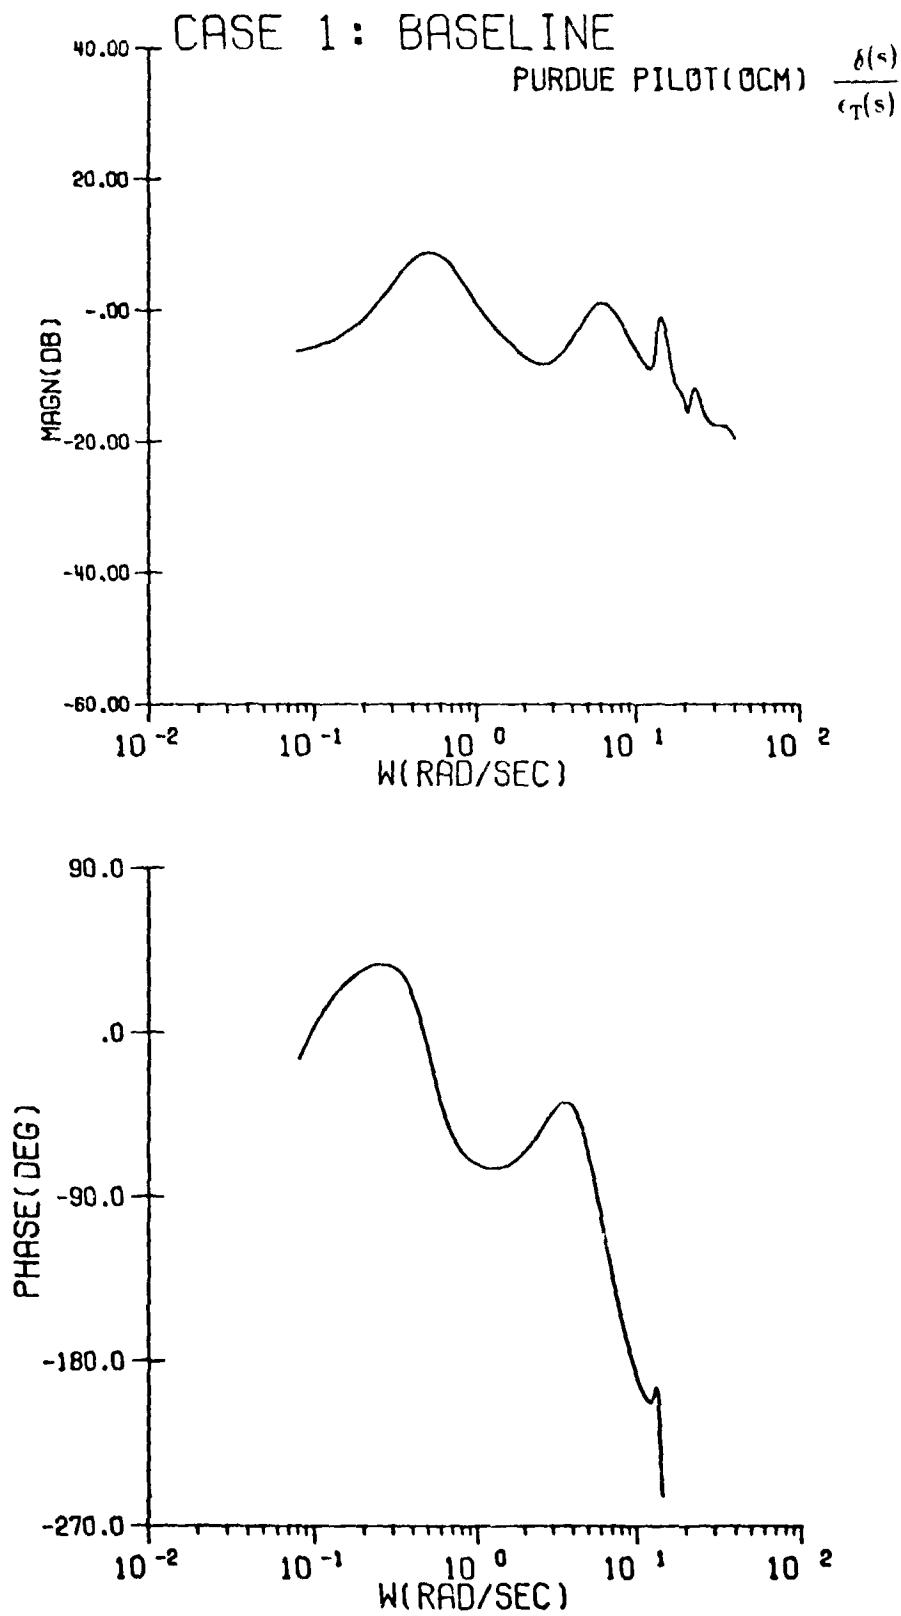 CASE 1: BASELINE
PURDUE PILOT(OCM) δ(s)
ϵT(s)
40.00
20.00
-.00
-20.00
-40.00
-60.00
MAGN(DB)
10-2 10-1 10 0 10 1 10 2
W(RAD/SEC)
90.0
.0
-90.0
-180.0
-270.0
PHASE(DEG)
10-2 10-1 10 0 10 1 10 2
W(RAD/SEC)